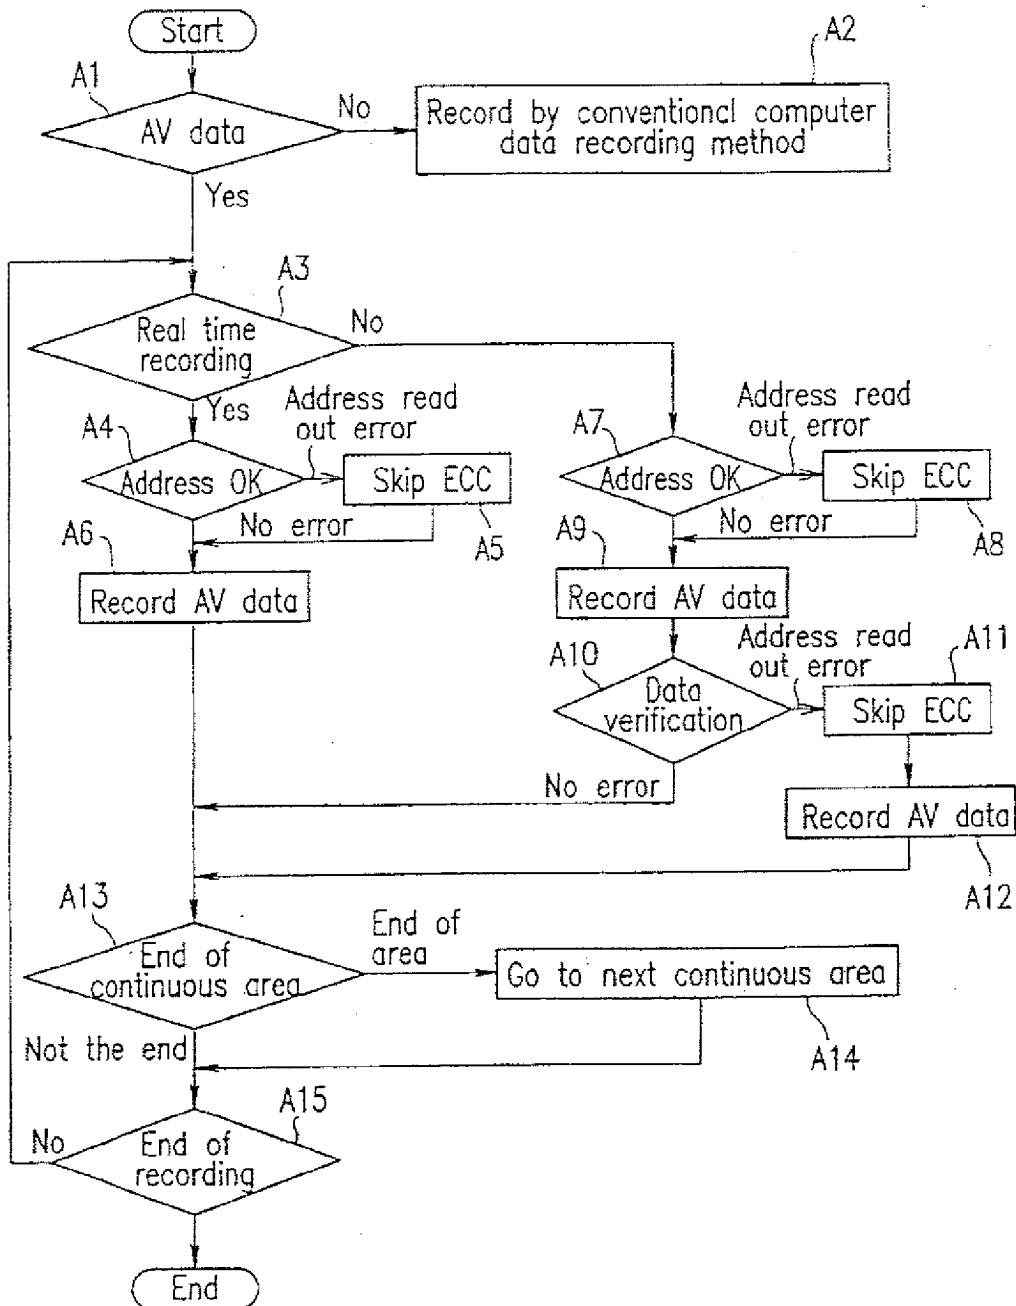 Start
A1
A2
AV data
No
Record by conventioncl computer
data recording method
Yes
A3
Real time
recording
No
Yes
A4
Address read
out error
Address OK
Skip ECC
No error
A5
A6
Record AV data
A7
Address read
out error
Address OK
Skip ECC
No error
A8
A9
Record AV data
A10
Address read
out error
A11
Data
verification
Skip ECC
No error
Record AV data
A12
A13
End of
continuous area
End of
area
Go to next continuous area
Not the end
A14
A15
No
End of
recording
End